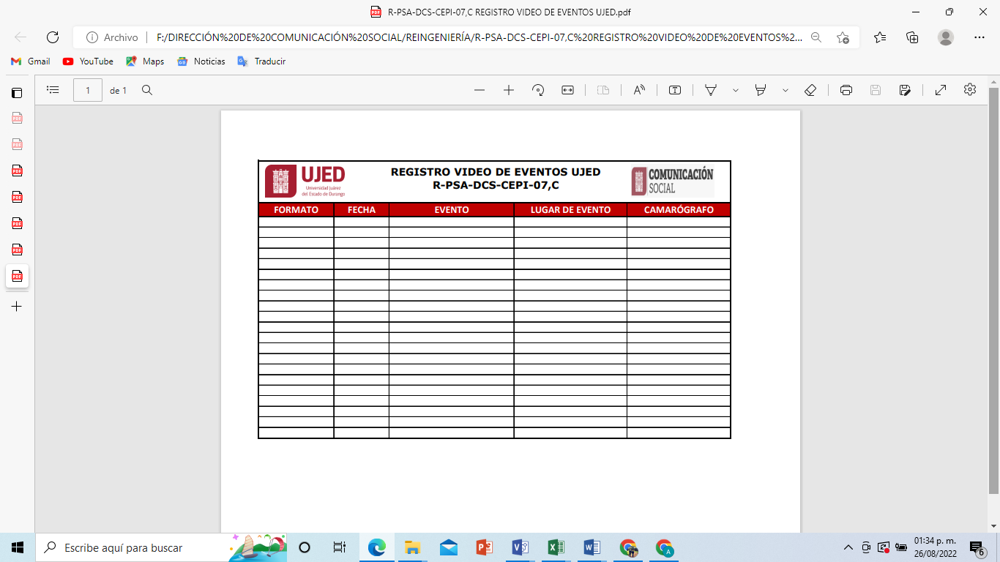 R-PSA-DCS-CEPI-07,C REGISTRO VIDEO DE EVENTOS UJED.pdf
Archivo F:/DIRECCIÓN%20DE%20COMUNICACIÓN%20SOCIAL/REINGENIERÍA/R-PSA-DCS-CEPI-07,C%20REGISTRO%20VIDEO%20DE%20EVENTOS%2...
Gmail YouTube Maps Noticias Traducir
1 de 1
UJED
Universidad Juárez
del Estado de Durango
REGISTRO VIDEO DE EVENTOS UJED
R-PSA-DCS-CEPI-07,C
COMUNICACIÓN
SOCIAL
FORMATO FECHA EVENTO LUGAR DE EVENTO CAMARÓGRAFO
Escribe aquí para buscar
01:34 p. m.
26/08/2022
6